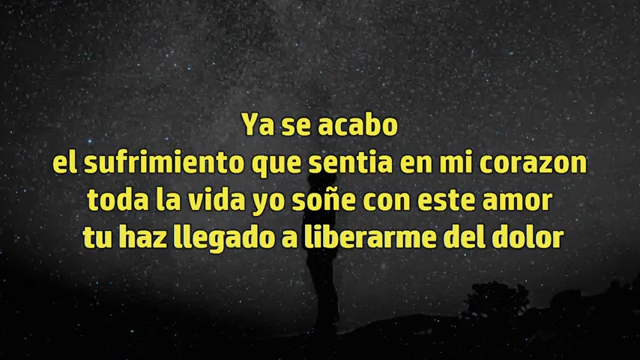 Ya se acabo
el sufrimiento que sentia en mi corazon
toda la vida yo soñe con este amor
tu haz llegado a liberarme del dolor